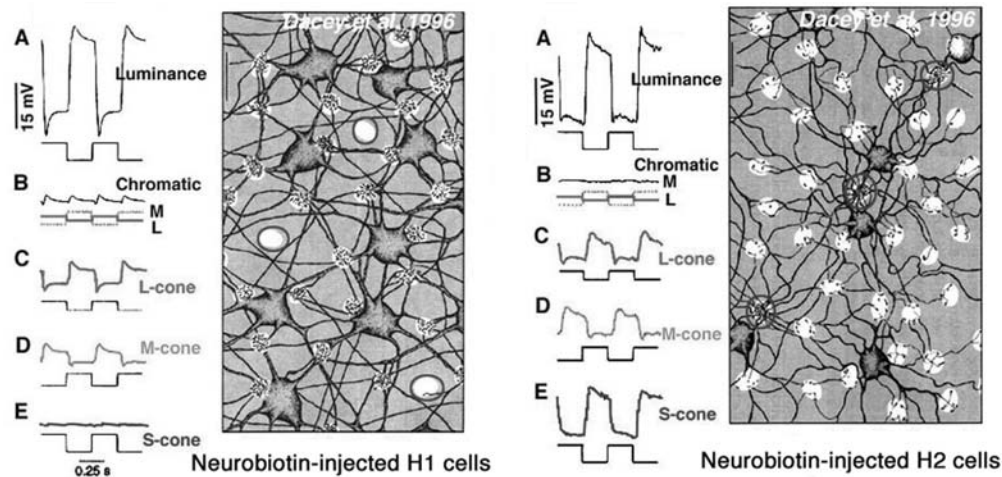 Dacey et al. 1996
A
Luminance
15 mV
B
Chromatic
M
L
C
L-cone
D
M-cone
E
S-cone
0.25 s
Neurobiotin-injected H1 cells
Dacey et al. 1996
A
Luminance
15 mV
B
Chromatic
M
L
C
L-cone
D
M-cone
E
S-cone
Neurobiotin-injected H2 cells